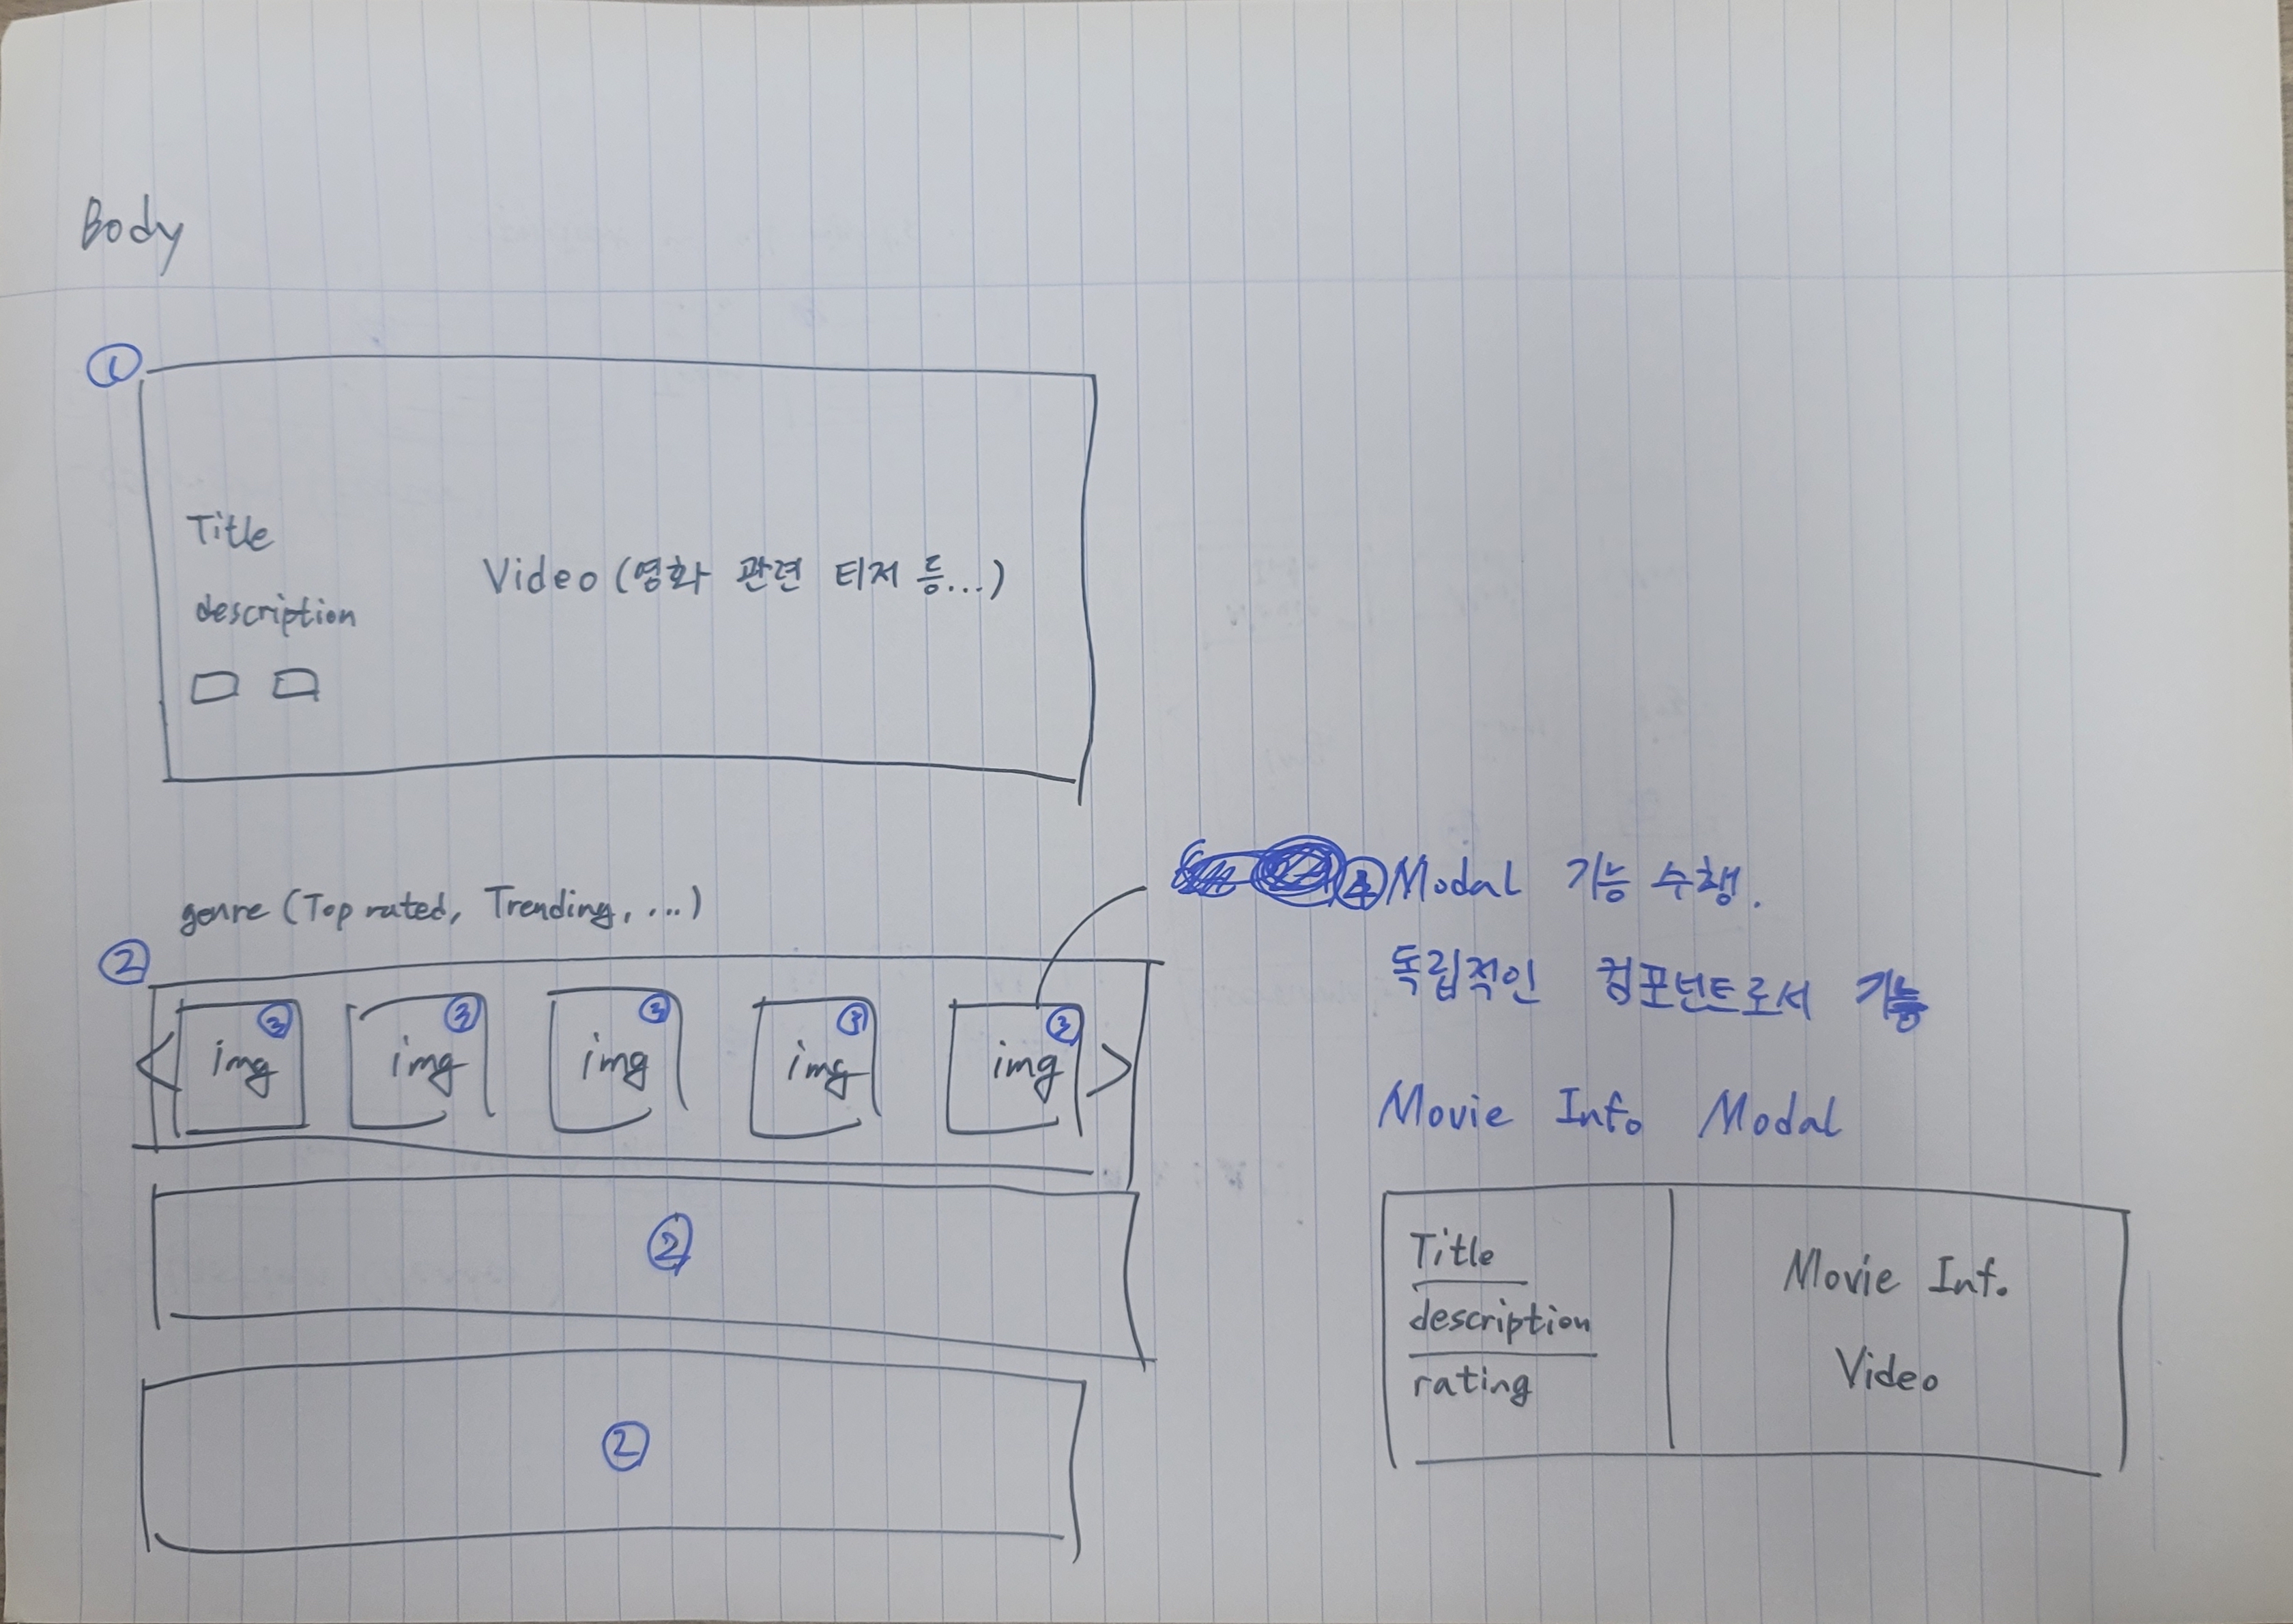 Body
①
Title
Video (영화 관련 티저 등...)
description
genre (Top rated, Trending, ...)
②
③ ③ ③ ③ ③
img img img img img
②
②
④ Modal 기능 수행.
독립적인 컴포넌트로서 기능
Movie Info Modal
Title
description
rating
Movie Inf.
Video